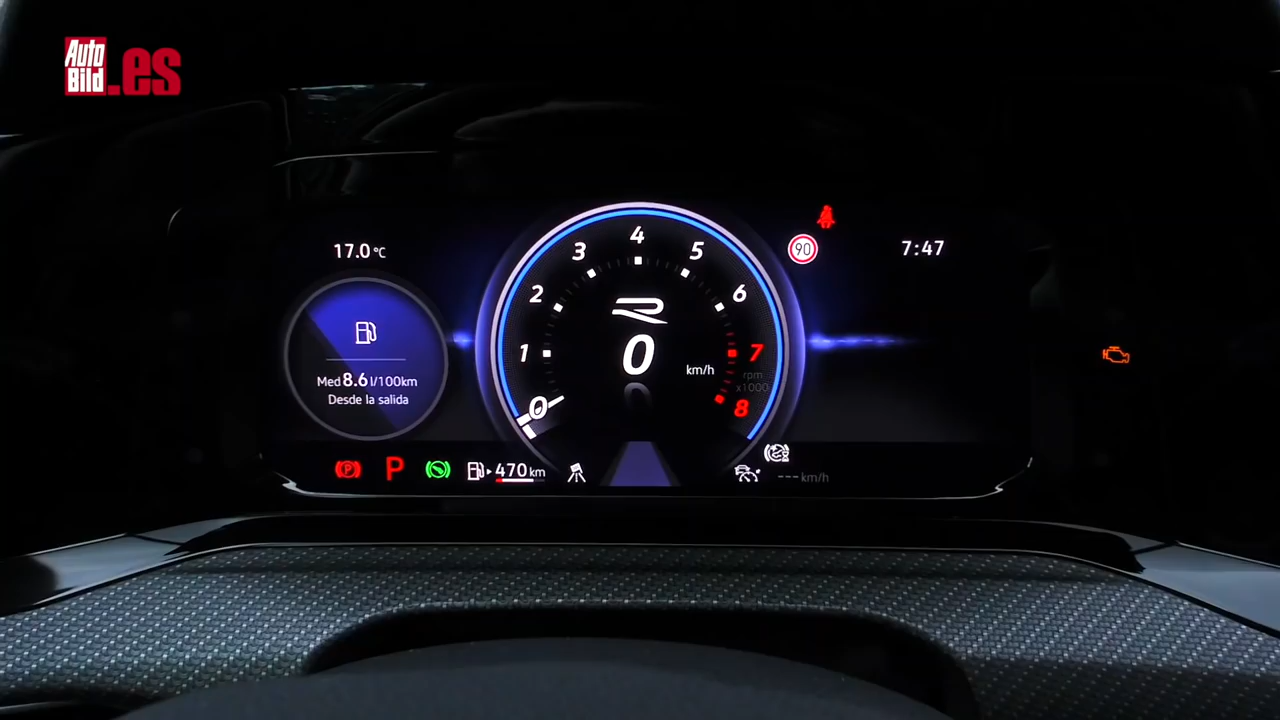 Auto
Bild.es
17.0 °C
90
7:47
0
1
2
3
4
5
6
7
8
R
0
km/h
rpm
x1000
Med 8.6 l/100km
Desde la salida
P P 470 km
--- km/h